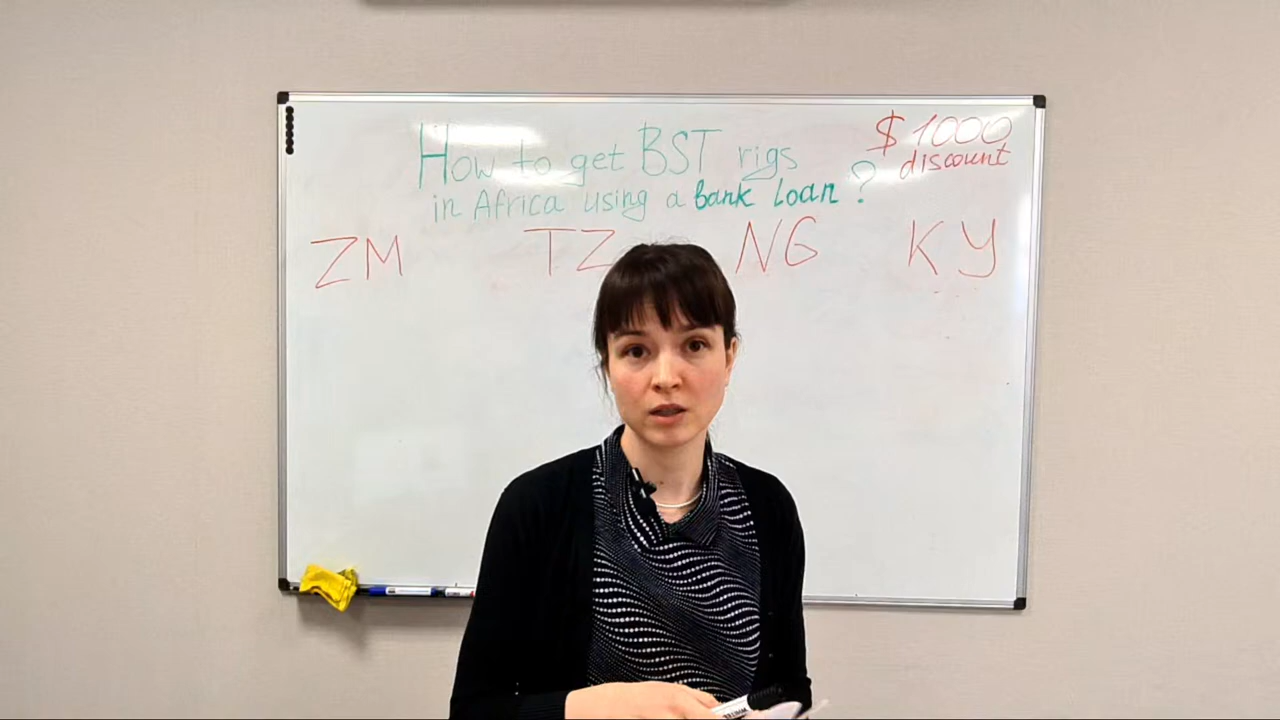 How to get BST rigs
in Africa using a bank loan ?
$ 1000
discount
ZM TZ NG KY